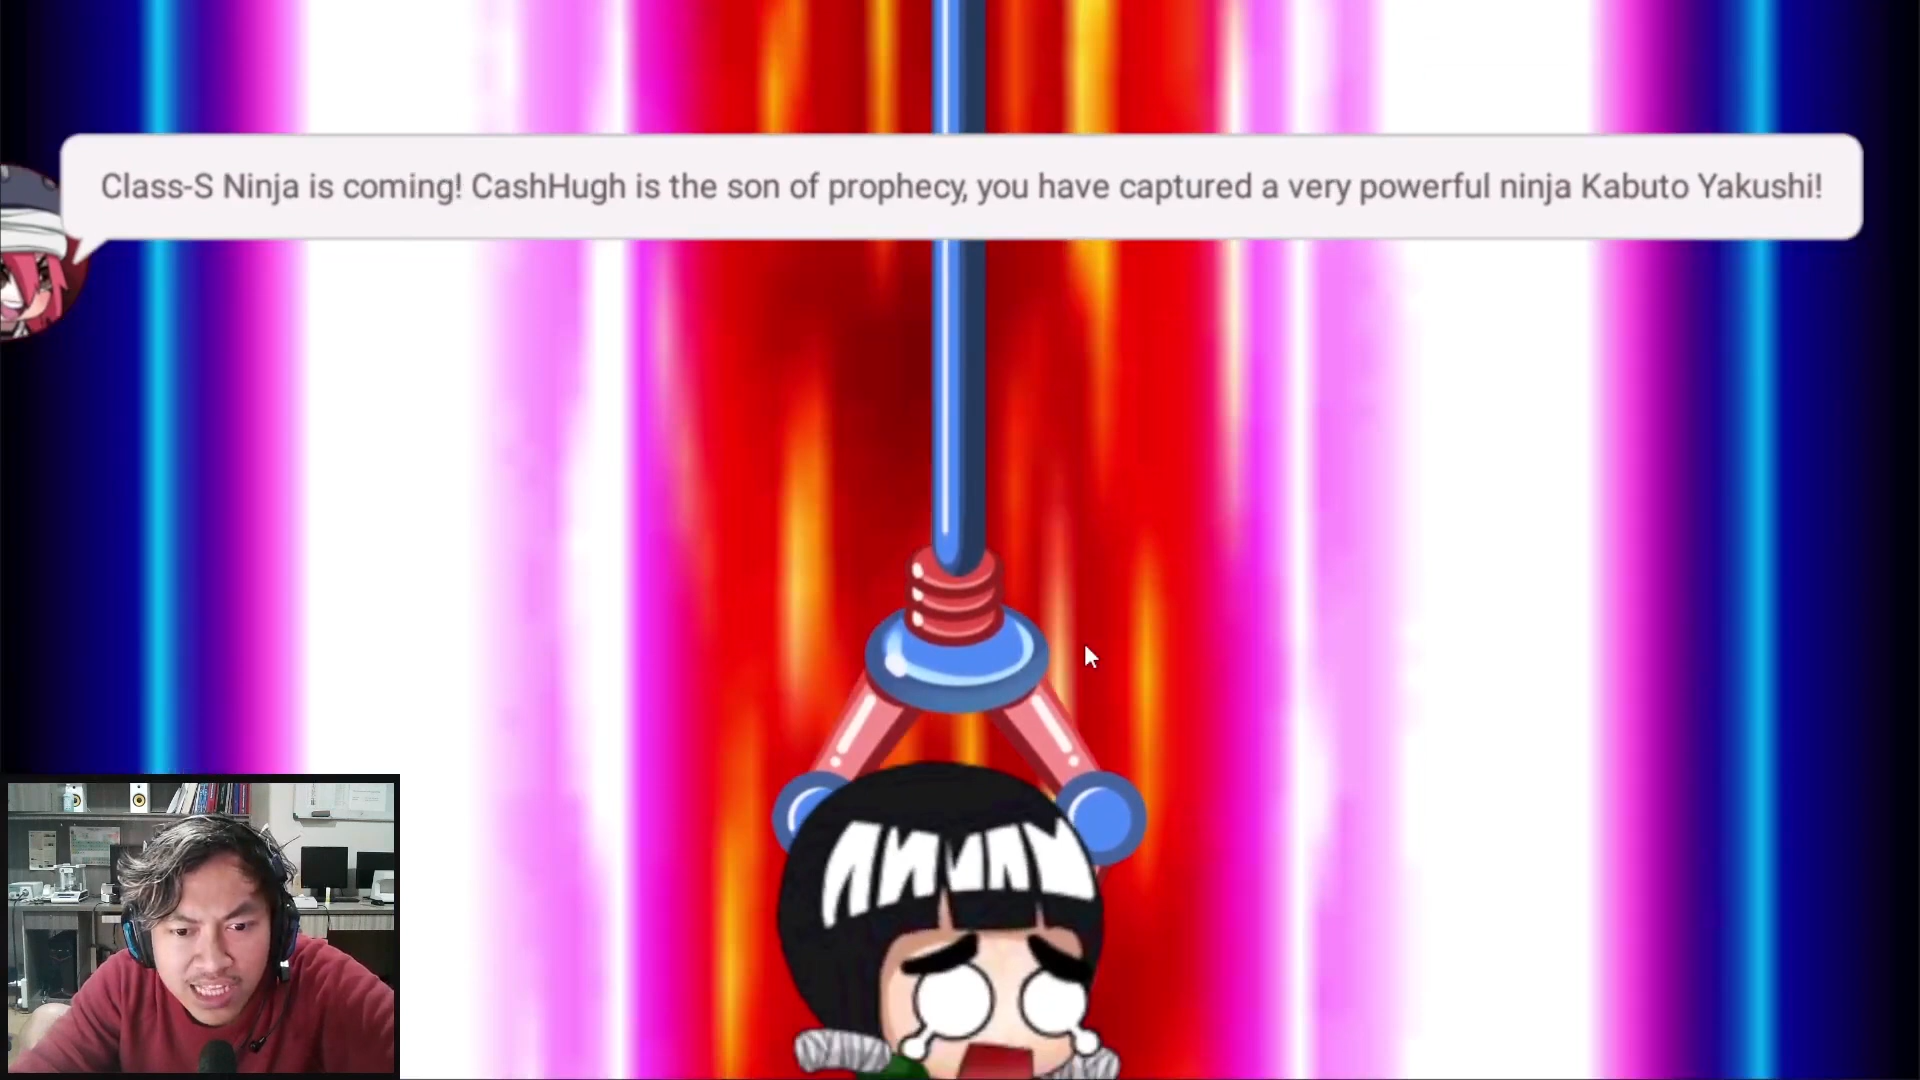 Class-S Ninja is coming! CashHugh is the son of prophecy, you have captured a very powerful ninja Kabuto Yakushi!